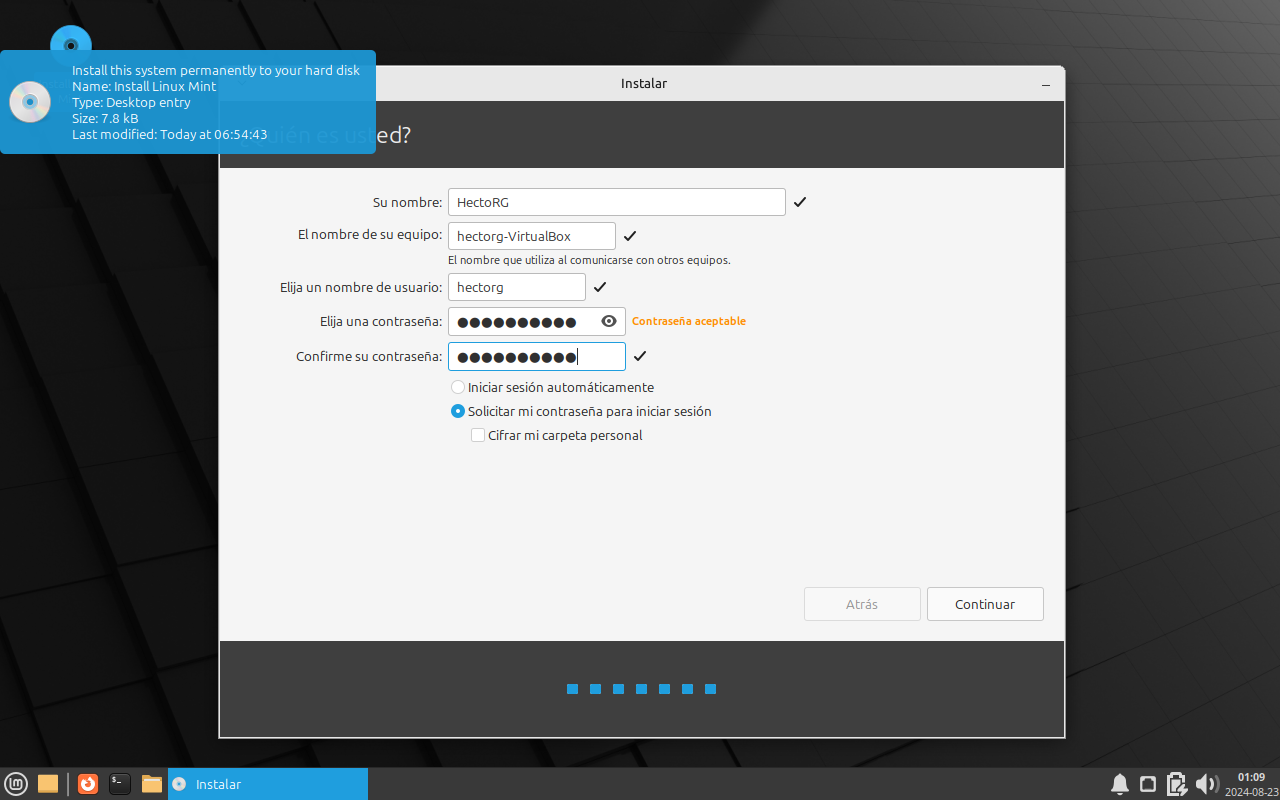 Install this system permanently to your hard disk
Name: Install Linux Mint
Type: Desktop entry
Size: 7.8 kB
Last modified: Today at 06:54:43
Instalar
¿Quién es usted?
Su nombre: HectoRG
El nombre de su equipo: hectorg-VirtualBox
El nombre que utiliza al comunicarse con otros equipos.
Elija un nombre de usuario: hectorg
Elija una contraseña: ●●●●●●●●●● Contraseña aceptable
Confirme su contraseña: ●●●●●●●●●●
Iniciar sesión automáticamente
Solicitar mi contraseña para iniciar sesión
Cifrar mi carpeta personal
Atrás Continuar
Instalar
01:09
2024-08-23